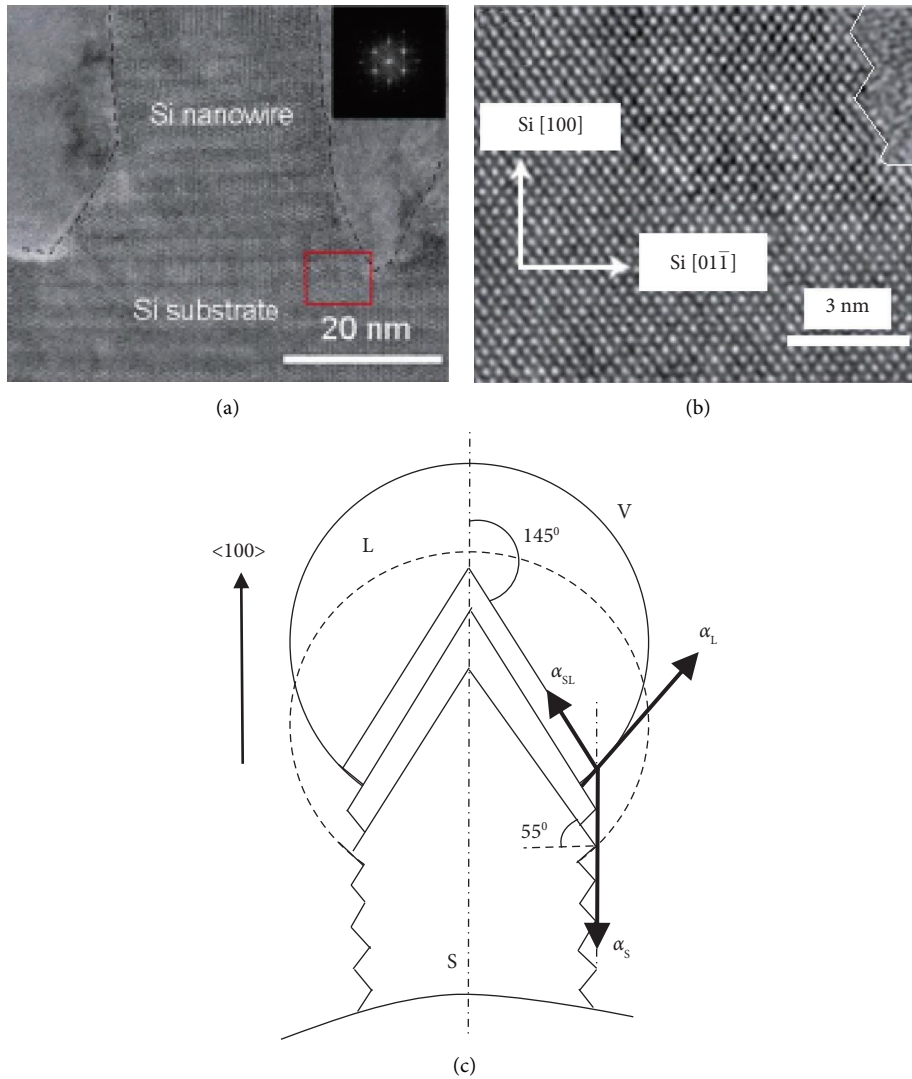 Si nanowire
Si substrate
20 nm
(a)
Si [100]
Si [011̅]
3 nm
(b)
<100>
L
V
145⁰
α_L
α_SL
55⁰
α_S
S
(c)